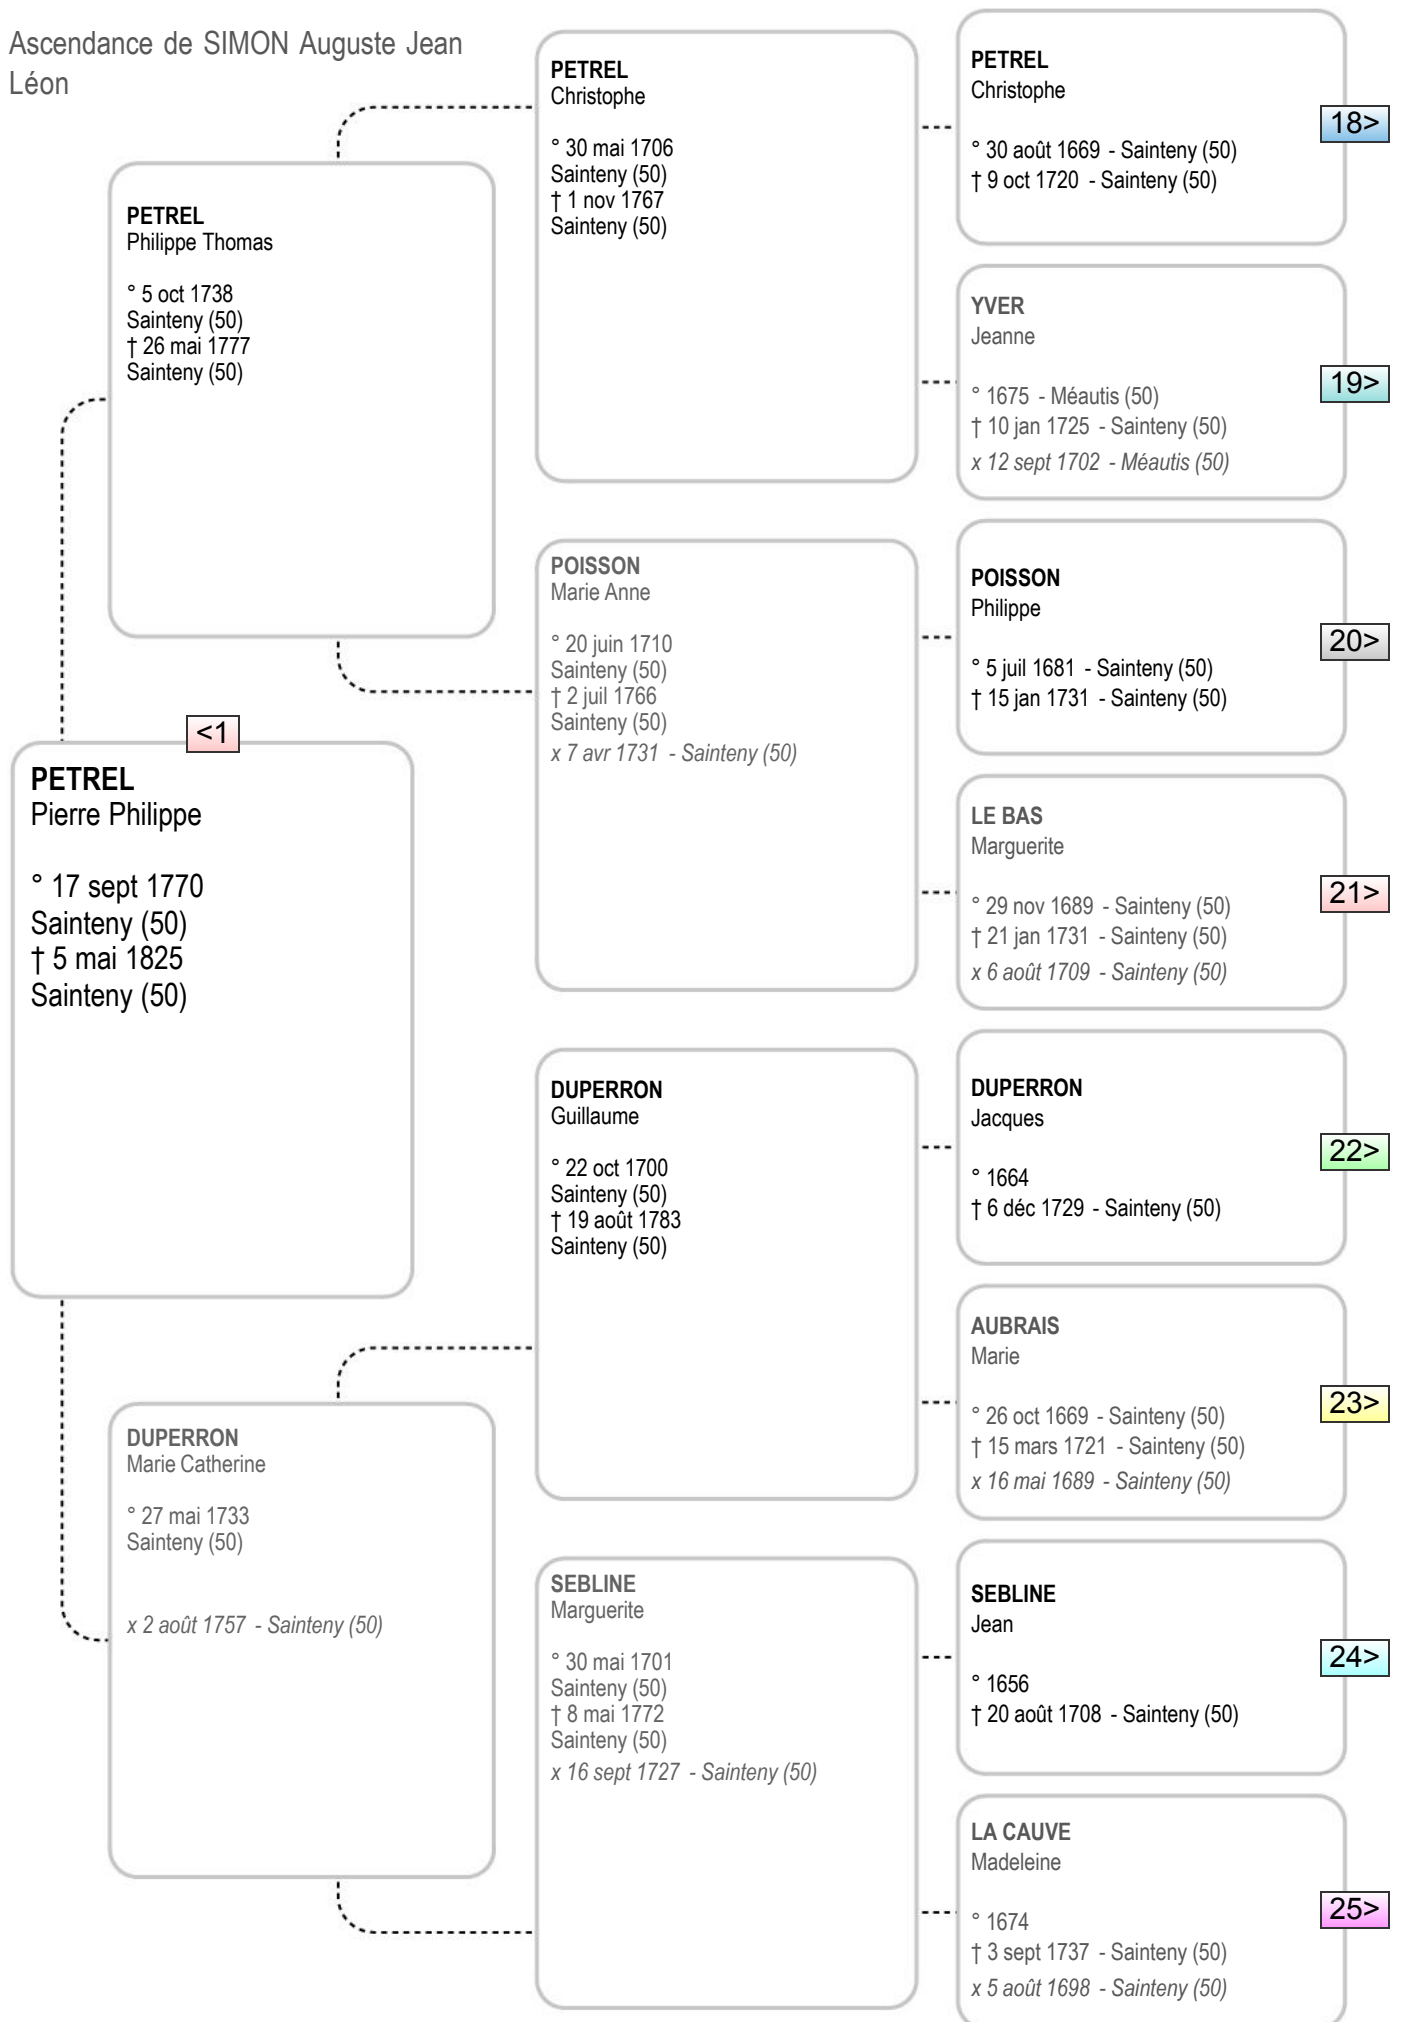 Ascendance de SIMON Auguste Jean
Léon
<1
PETREL
Pierre Philippe
° 17 sept 1770
Sainteny (50)
† 5 mai 1825
Sainteny (50)
PETREL
Philippe Thomas
° 5 oct 1738
Sainteny (50)
† 26 mai 1777
Sainteny (50)
DUPERRON
Marie Catherine
° 27 mai 1733
Sainteny (50)
x 2 août 1757 - Sainteny (50)
PETREL
Christophe
° 30 mai 1706
Sainteny (50)
† 1 nov 1767
Sainteny (50)
POISSON
Marie Anne
° 20 juin 1710
Sainteny (50)
† 2 juil 1766
Sainteny (50)
x 7 avr 1731 - Sainteny (50)
DUPERRON
Guillaume
° 22 oct 1700
Sainteny (50)
† 19 août 1783
Sainteny (50)
SEBLINE
Marguerite
° 30 mai 1701
Sainteny (50)
† 8 mai 1772
Sainteny (50)
x 16 sept 1727 - Sainteny (50)
PETREL
Christophe
° 30 août 1669 - Sainteny (50)
† 9 oct 1720 - Sainteny (50)
18>
YVER
Jeanne
° 1675 - Méautis (50)
† 10 jan 1725 - Sainteny (50)
x 12 sept 1702 - Méautis (50)
19>
POISSON
Philippe
° 5 juil 1681 - Sainteny (50)
† 15 jan 1731 - Sainteny (50)
20>
LE BAS
Marguerite
° 29 nov 1689 - Sainteny (50)
† 21 jan 1731 - Sainteny (50)
x 6 août 1709 - Sainteny (50)
21>
DUPERRON
Jacques
° 1664
† 6 déc 1729 - Sainteny (50)
22>
AUBRAIS
Marie
° 26 oct 1669 - Sainteny (50)
† 15 mars 1721 - Sainteny (50)
x 16 mai 1689 - Sainteny (50)
23>
SEBLINE
Jean
° 1656
† 20 août 1708 - Sainteny (50)
24>
LA CAUVE
Madeleine
° 1674
† 3 sept 1737 - Sainteny (50)
x 5 août 1698 - Sainteny (50)
25>